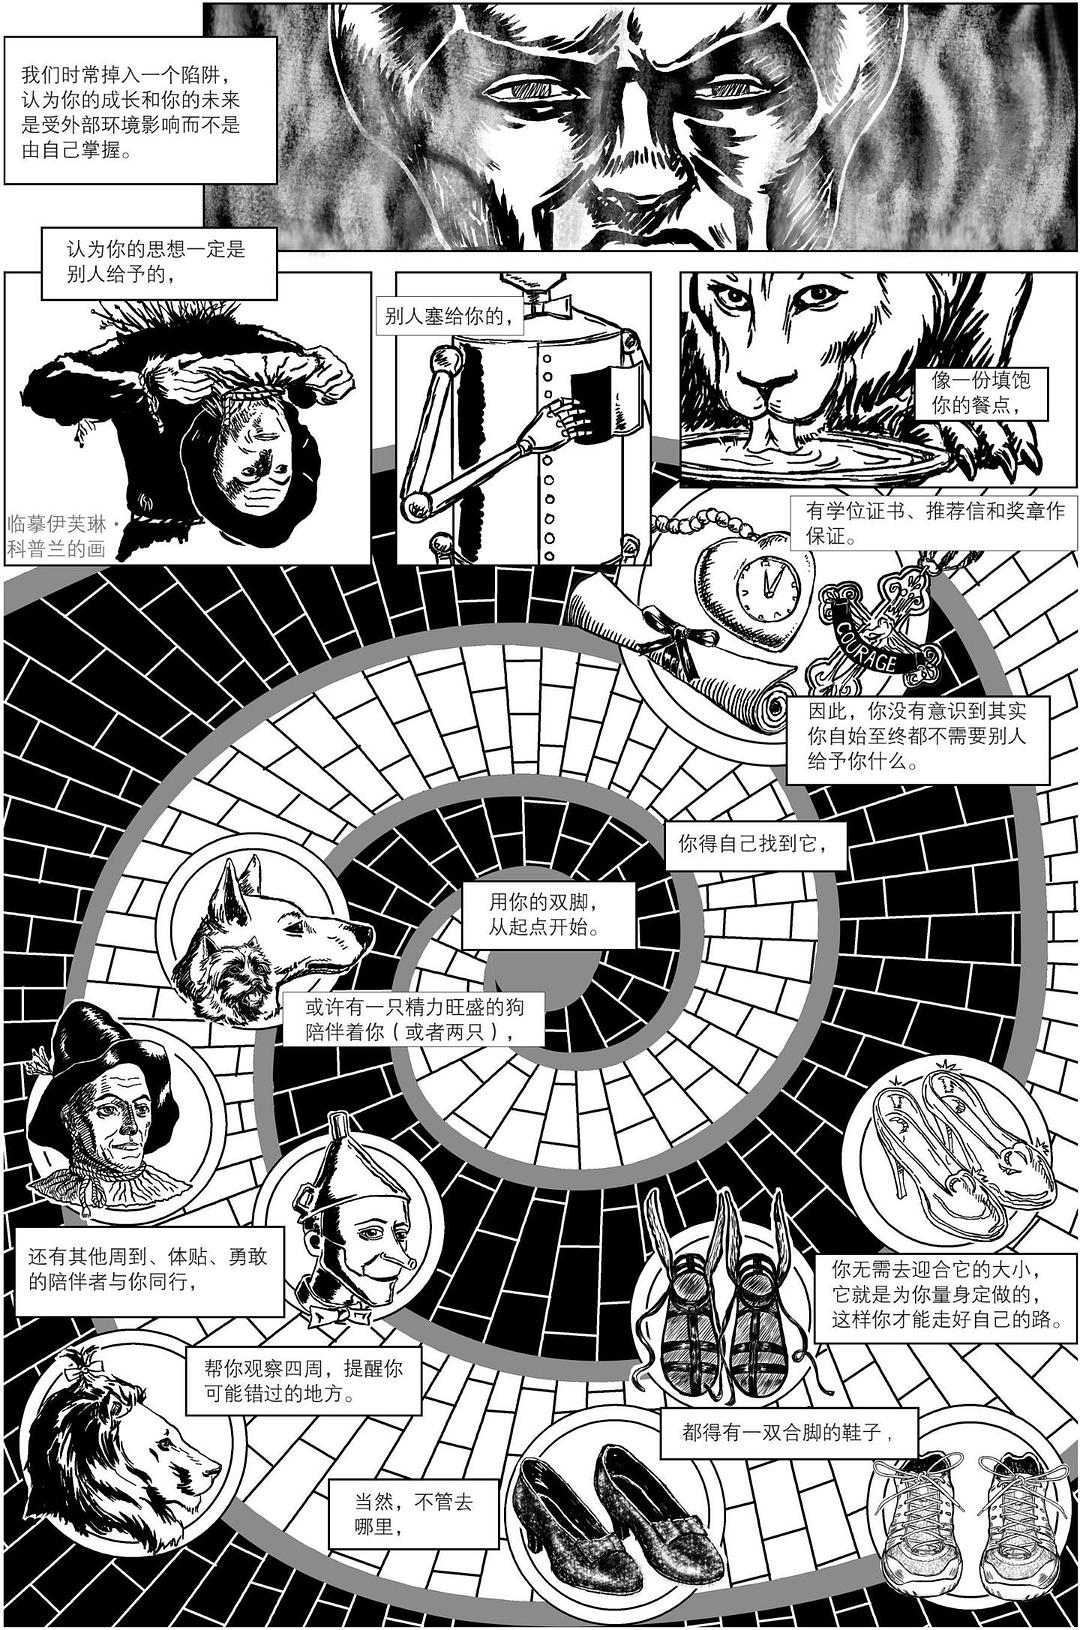 我们时常掉入一个陷阱，
认为你的成长和你的未来
是受外部环境影响而不是
由自己掌握。
认为你的思想一定是
别人给予的，
别人塞给你的，
像一份填饱
你的餐点，
临摹伊芙琳·
科普兰的画
有学位证书、推荐信和奖章作
保证。
COURAGE
因此，你没有意识到其实
你自始至终都不需要别人
给予你什么。
你得自己找到它，
用你的双脚，
从起点开始。
或许有一只精力旺盛的狗
陪伴着你（或者两只），
还有其他周到、体贴、勇敢
的陪伴者与你同行，
帮你观察四周，提醒你
可能错过的地方。
当然，不管去
哪里，
都得有一双合脚的鞋子，
你无需去迎合它的大小，
它就是为你量身定做的，
这样你才能走好自己的路。